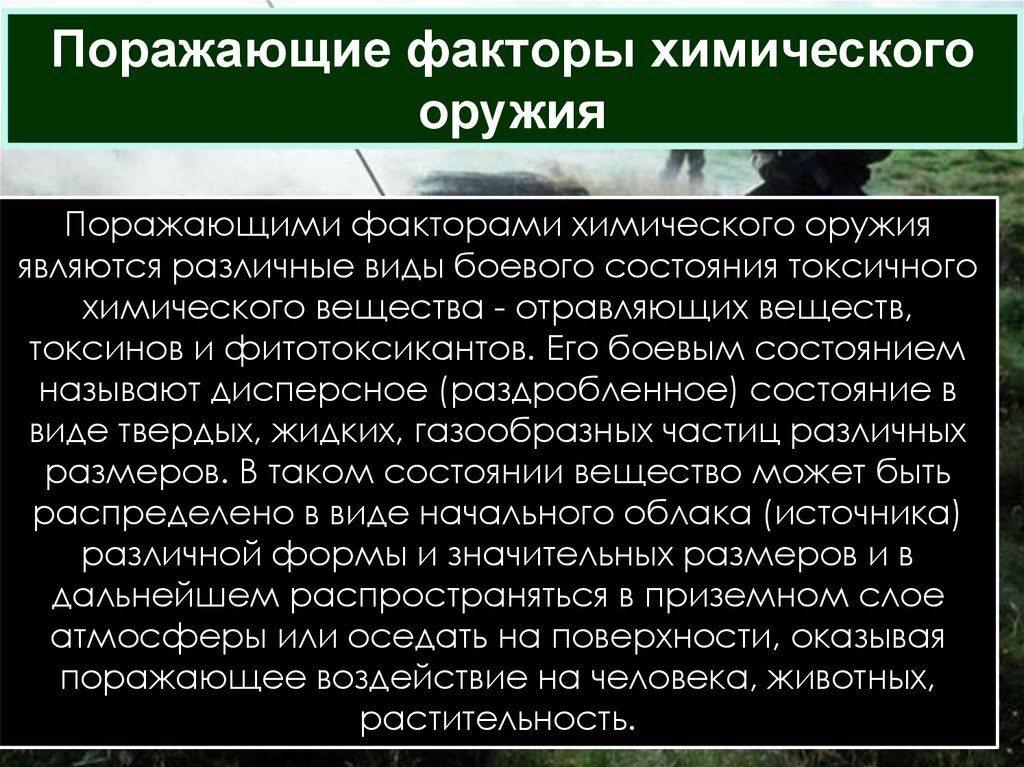 Поражающие факторы химического
оружия
Поражающими факторами химического оружия
являются различные виды боевого состояния токсичного
химического вещества - отравляющих веществ,
токсинов и фитотоксикантов. Его боевым состоянием
называют дисперсное (раздробленное) состояние в
виде твердых, жидких, газообразных частиц различных
размеров. В таком состоянии вещество может быть
распределено в виде начального облака (источника)
различной формы и значительных размеров и в
дальнейшем распространяться в приземном слое
атмосферы или оседать на поверхности, оказывая
поражающее воздействие на человека, животных,
растительность.